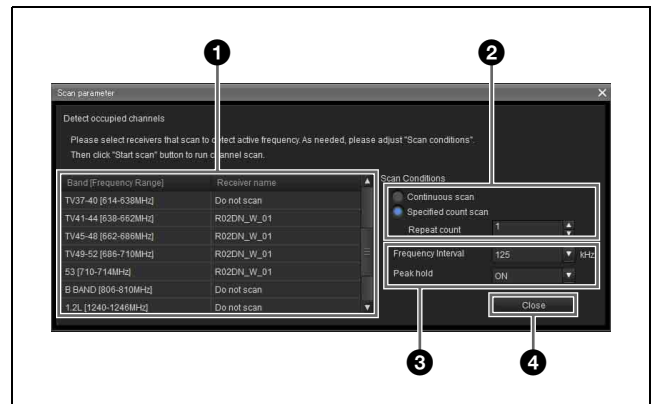 1
2
Scan parameter
Detect occupied channels
Please select receivers that scan to detect active frequency. As needed, please adjust "Scan conditions".
Then click "Start scan" button to run channel scan.
Band [Frequency Range] Receiver name
TV37-40 [614-638MHz] Do not scan
TV41-44 [638-662MHz] R02DN_W_01
TV45-48 [662-686MHz] R02DN_W_01
TV49-52 [686-710MHz] R02DN_W_01
53 [710-714MHz] R02DN_W_01
B BAND [806-810MHz] Do not scan
1.2L [1240-1246MHz] Do not scan
Scan Conditions
Continuous scan
Specified count scan
Repeat count 1
Frequency Interval 125 kHz
Peak hold ON
Close
3
4